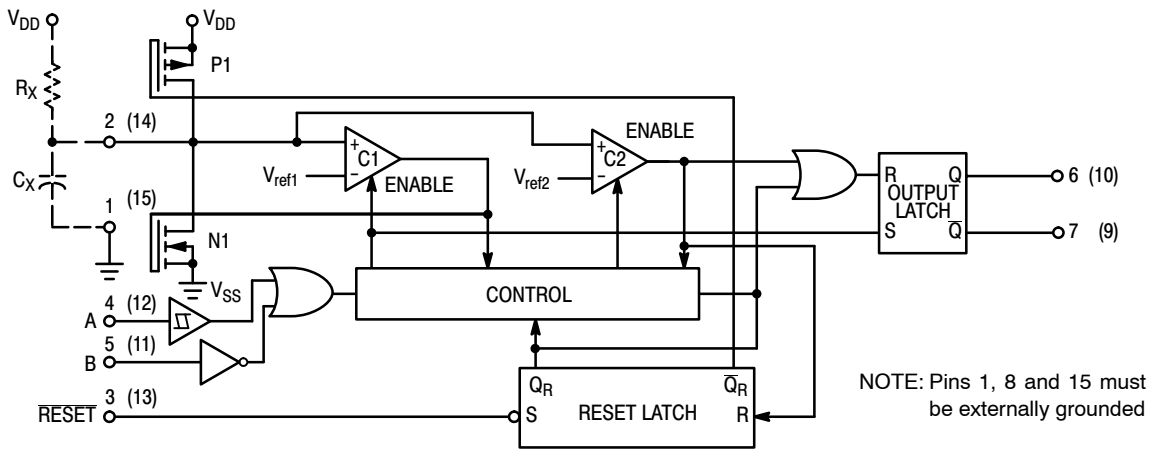 VDD
VDD
P1
RX
2 (14)
CX
1 (15)
N1
VSS
+
C1
−
Vref1
ENABLE
+
C2
−
Vref2
ENABLE
R
Q
OUTPUT
LATCH
S
Q̅
6 (10)
7 (9)
CONTROL
4 (12)
A
5 (11)
B
3 (13)
R̅E̅S̅E̅T̅
QR
Q̅R
S
RESET LATCH
R
NOTE: Pins 1, 8 and 15 must
be externally grounded